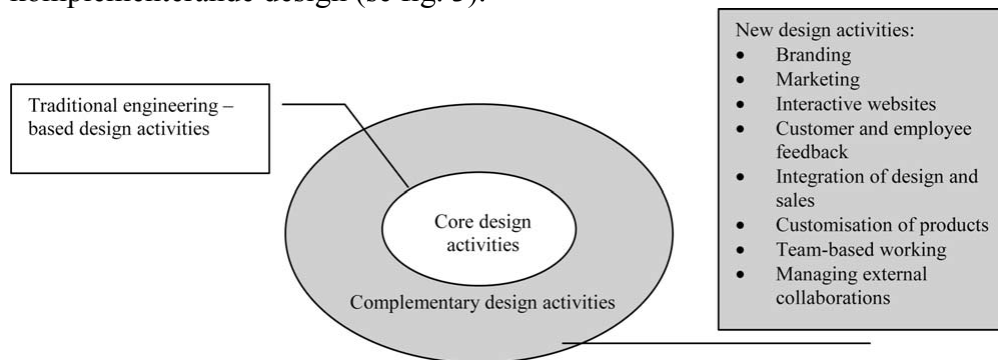 komplementerande design (se fig. 3).
New design activities:
• Branding
• Marketing
• Interactive websites
• Customer and employee
feedback
• Integration of design and
sales
• Customisation of products
• Team-based working
• Managing external
collaborations
Traditional engineering –
based design activities
Core design
activities
Complementary design activities